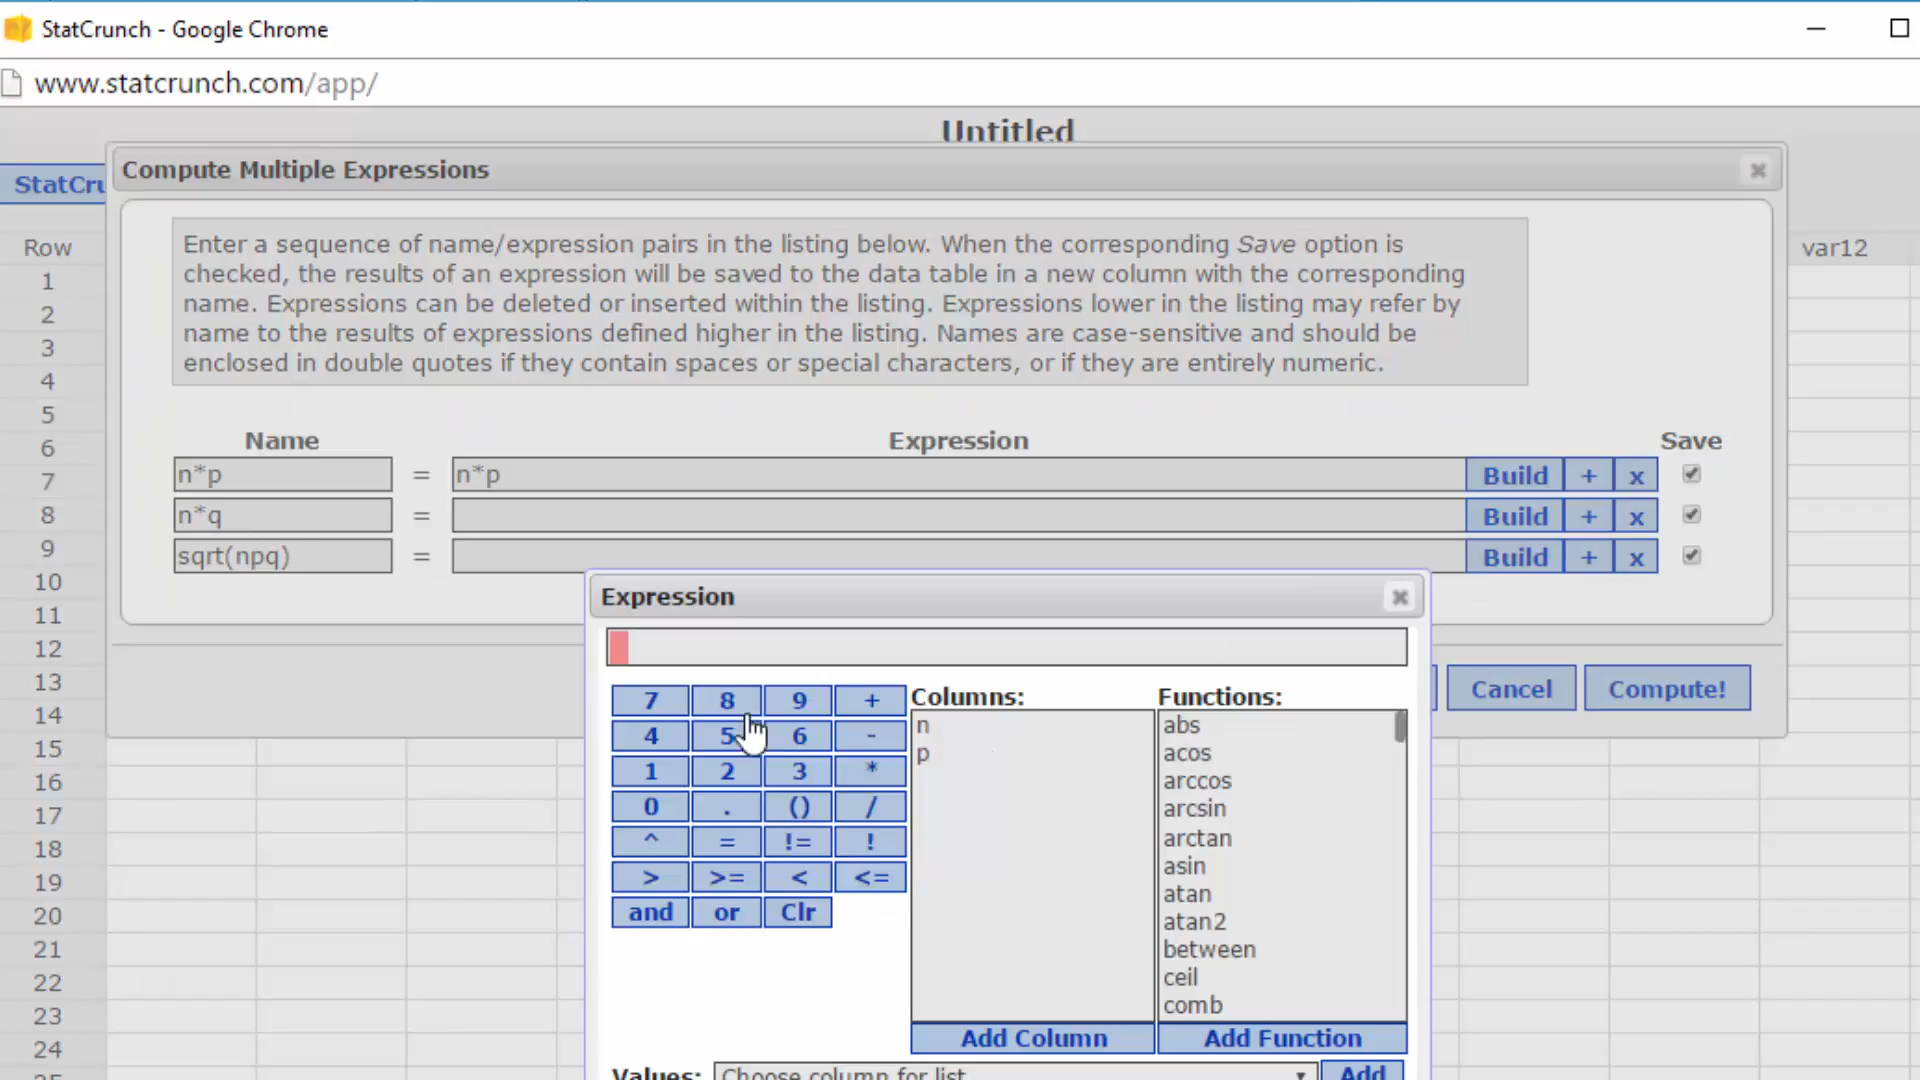 StatCrunch - Google Chrome
www.statcrunch.com/app/
Untitled
Compute Multiple Expressions
StatCru
Enter a sequence of name/expression pairs in the listing below. When the corresponding Save option is
checked, the results of an expression will be saved to the data table in a new column with the corresponding
name. Expressions can be deleted or inserted within the listing. Expressions lower in the listing may refer by
name to the results of expressions defined higher in the listing. Names are case-sensitive and should be
enclosed in double quotes if they contain spaces or special characters, or if they are entirely numeric.
Row
var12
1
2
3
4
5
6
7
8
9
10
11
12
13
14
15
16
17
18
19
20
21
22
23
24
Name Expression Save
n*p = n*p Build + x
n*q = Build + x
sqrt(npq) = Build + x
Cancel Compute!
Expression
7 8 9 +
4 5 6 -
1 2 3 *
0 . () /
^ = != !
> >= < <=
and or Clr
Columns:
n
p
Add Column
Functions:
abs
acos
arccos
arcsin
arctan
asin
atan
atan2
between
ceil
comb
Add Function
Values: Choose column for list Add